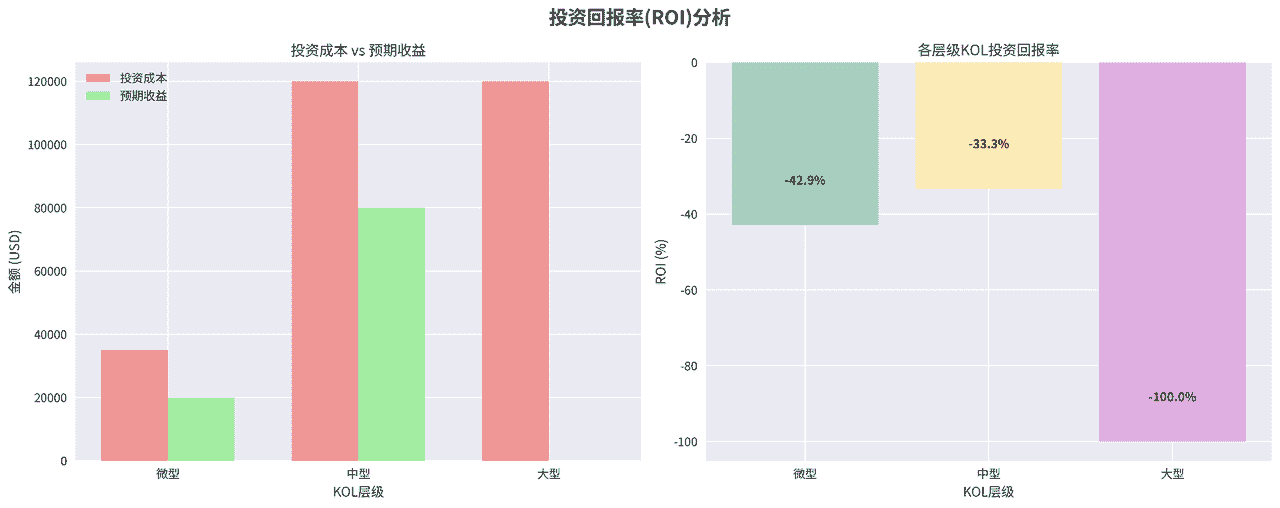 投资回报率(ROI)分析
投资成本 vs 预期收益
投资成本
预期收益
金额 (USD)
120000
100000
80000
60000
40000
20000
0
微型
中型
大型
KOL层级
各层级KOL投资回报率
ROI (%)
0
-20
-40
-60
-80
-100
-42.9%
-33.3%
-100.0%
微型
中型
大型
KOL层级